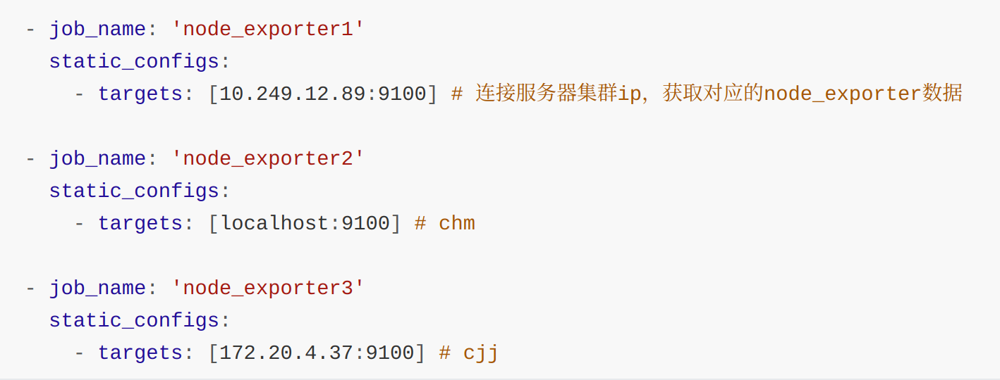 - job_name: 'node_exporter1'
  static_configs:
    - targets: [10.249.12.89:9100] # 连接服务器集群ip，获取对应的node_exporter数据

- job_name: 'node_exporter2'
  static_configs:
    - targets: [localhost:9100] # chm

- job_name: 'node_exporter3'
  static_configs:
    - targets: [172.20.4.37:9100] # cjj